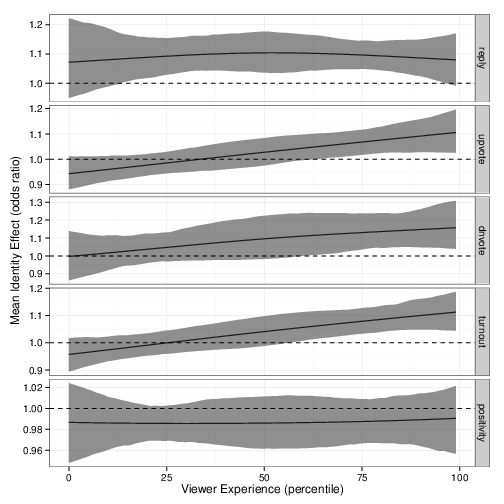 1.2
1.1
1.0
reply
1.2
1.1
1.0
0.9
upvote
1.3
1.2
1.1
1.0
0.9
dnvote
1.2
1.1
1.0
0.9
turnout
1.02
1.00
0.98
0.96
positivity
0 25 50 75 100
Viewer Experience (percentile)
Mean Identity Effect (odds ratio)